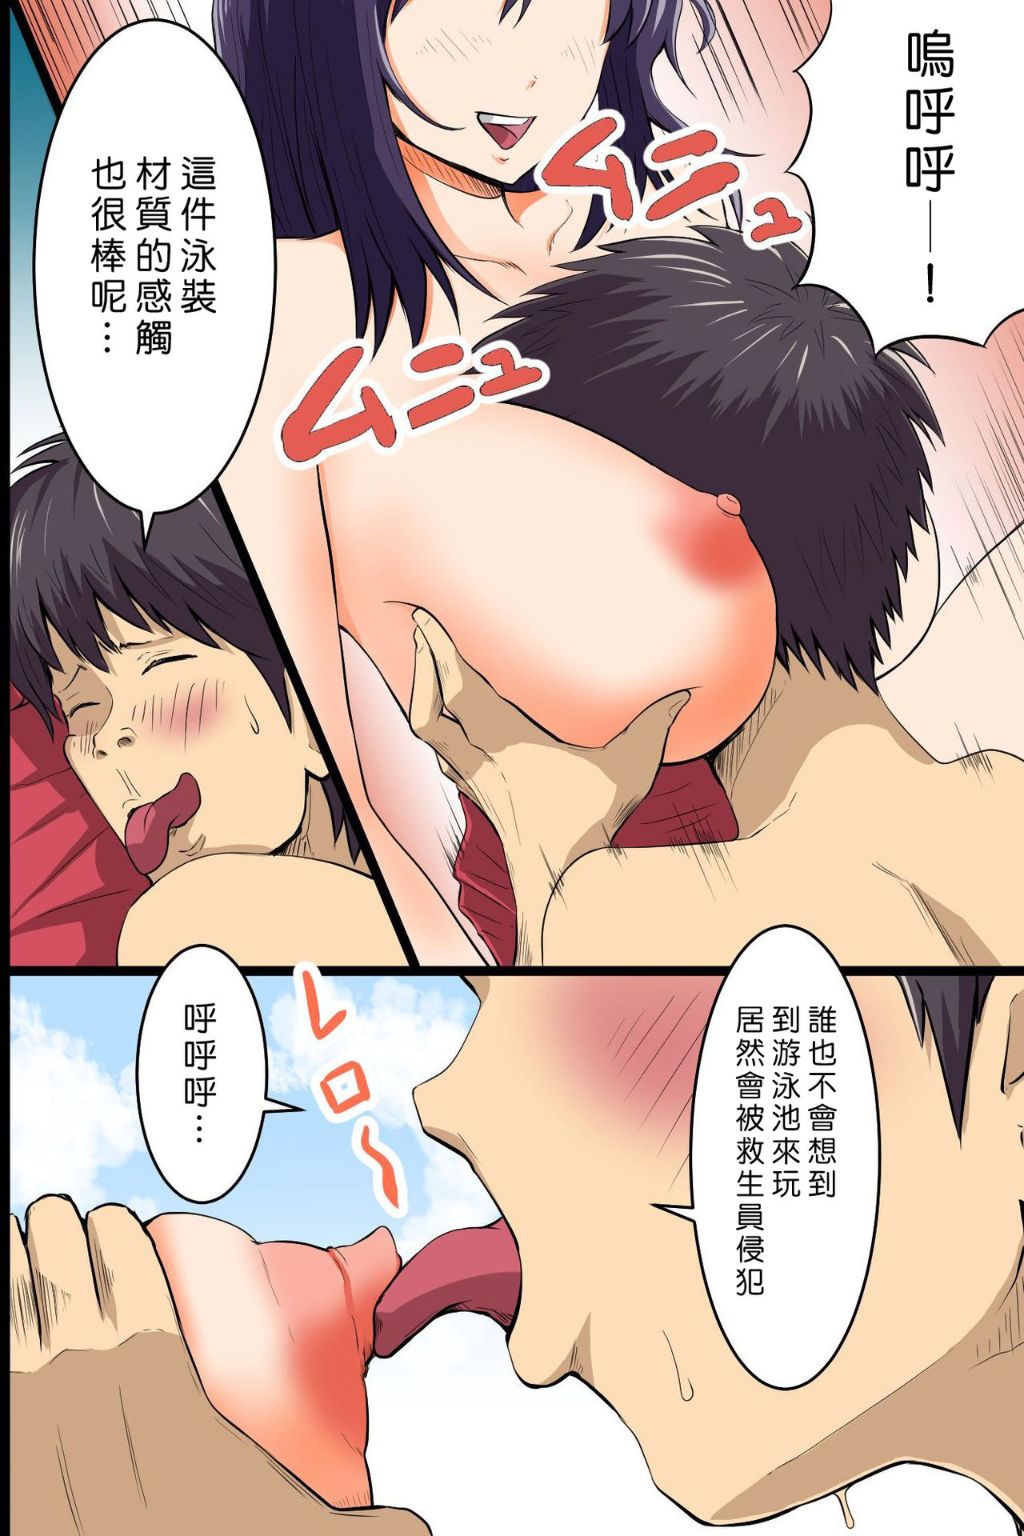 嗚呼呼─！
ムニュ
ムニュ
這件泳裝
材質的感觸
也很棒呢…
誰也不會想到
到游泳池來玩
居然會被救生員侵犯
レロ～
呼呼呼…